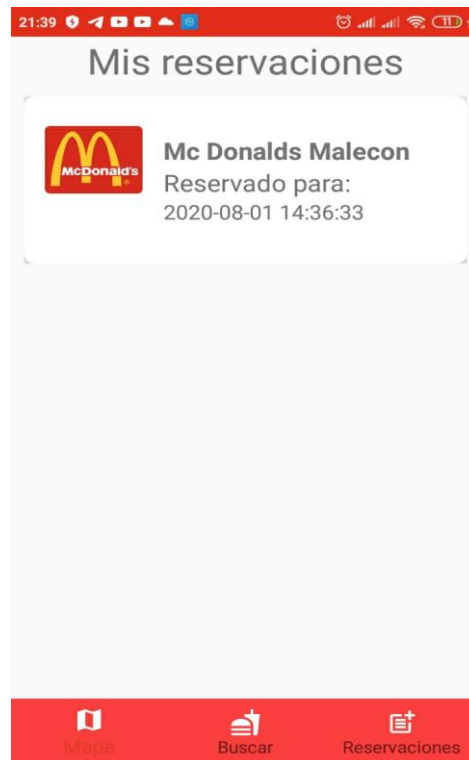 21:39
11
Mis reservaciones
McDonald's
Mc Donalds Malecon
Reservado para:
2020-08-01 14:36:33
Mapa
Buscar
Reservaciones